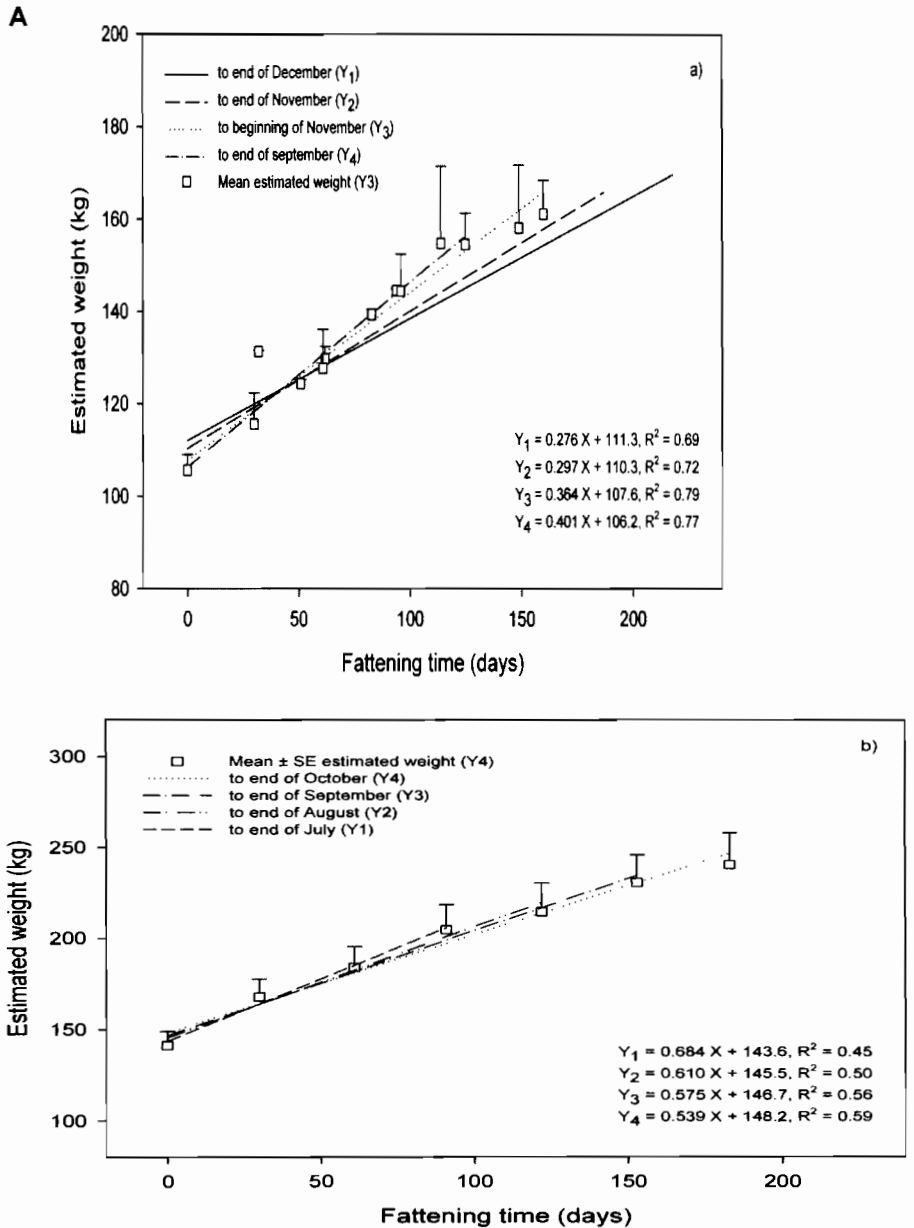 A
a)
200
180
160
140
120
100
80
Estimated weight (kg)
to end of December (Y1)
to end of November (Y2)
to beginning of November (Y3)
to end of september (Y4)
Mean estimated weight (Y3)
Y1 = 0.276 X + 111.3, R2 = 0.69
Y2 = 0.297 X + 110.3, R2 = 0.72
Y3 = 0.364 X + 107.6, R2 = 0.79
Y4 = 0.401 X + 106.2, R2 = 0.77
0 50 100 150 200
Fattening time (days)
b)
300
250
200
150
100
Estimated weight (kg)
Mean ± SE estimated weight (Y4)
to end of October (Y4)
to end of September (Y3)
to end of August (Y2)
to end of July (Y1)
Y1 = 0.684 X + 143.6, R2 = 0.45
Y2 = 0.610 X + 145.5, R2 = 0.50
Y3 = 0.575 X + 146.7, R2 = 0.56
Y4 = 0.539 X + 148.2, R2 = 0.59
0 50 100 150 200
Fattening time (days)